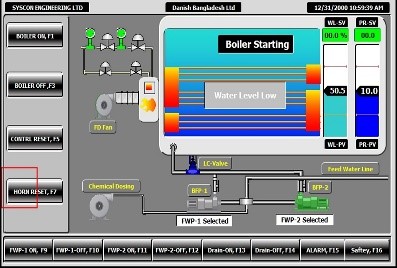 SYSCON ENGINEERING LTD
Danish Bangladesh Ltd
12/31/2000 10:59:39 AM
BOILER ON, F1
BOILER OFF,F3
CONTRL RESET, F5
HORN RESET, F7
FD Fan
Boiler Starting
Water Level Low
WL-SV
PR-SV
00.0 %
00.0
50.5
10.0
WL-PV
PR-PV
LC-Valve
Feed Water Line
Chemical Dosing
BFP-1
BFP-2
FWP-1 Selected
FWP-2 Selected
FWP-1 ON, F9
FWP-1-OFF, F10
FWP-2 ON, F11
FWP-2-OFF, F12
Drain-ON, F13
Drain-OFF, F14
ALARM, F15
Saftey, F16